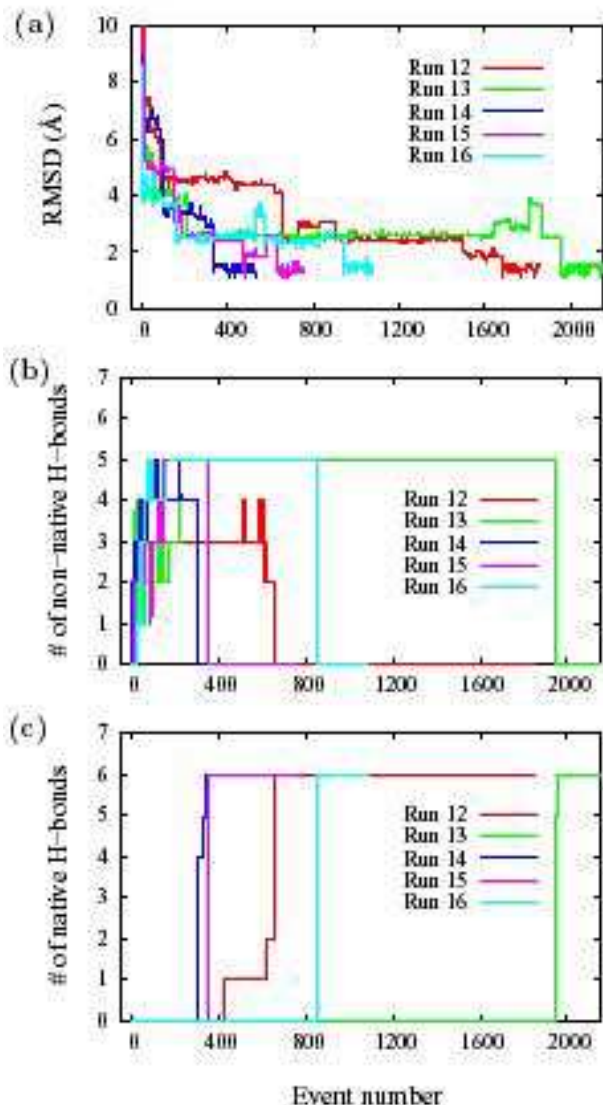 (a)
10
8
6
4
2
0
RMSD (Å)
Run 12
Run 13
Run 14
Run 15
Run 16
0 400 800 1200 1600 2000
(b)
7
6
5
4
3
2
1
0
# of non-native H-bonds
Run 12
Run 13
Run 14
Run 15
Run 16
0 400 800 1200 1600 2000
(c)
7
6
5
4
3
2
1
0
# of native H-bonds
Run 12
Run 13
Run 14
Run 15
Run 16
0 400 800 1200 1600 2000
Event number